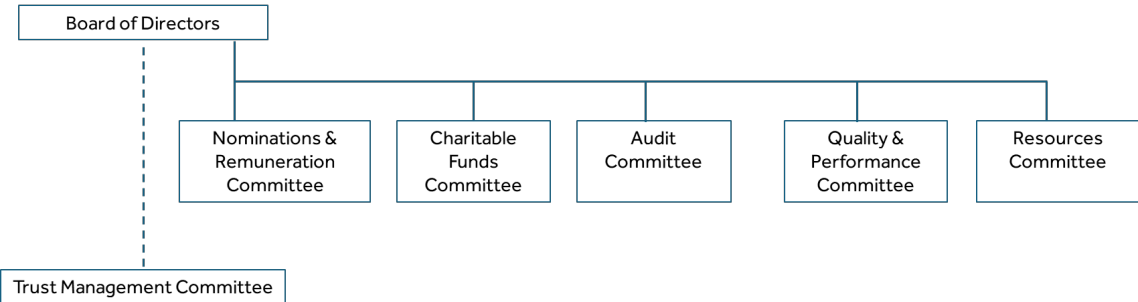 Board of Directors
Nominations &
Remuneration
Committee
Charitable
Funds
Committee
Audit
Committee
Quality &
Performance
Committee
Resources
Committee
Trust Management Committee